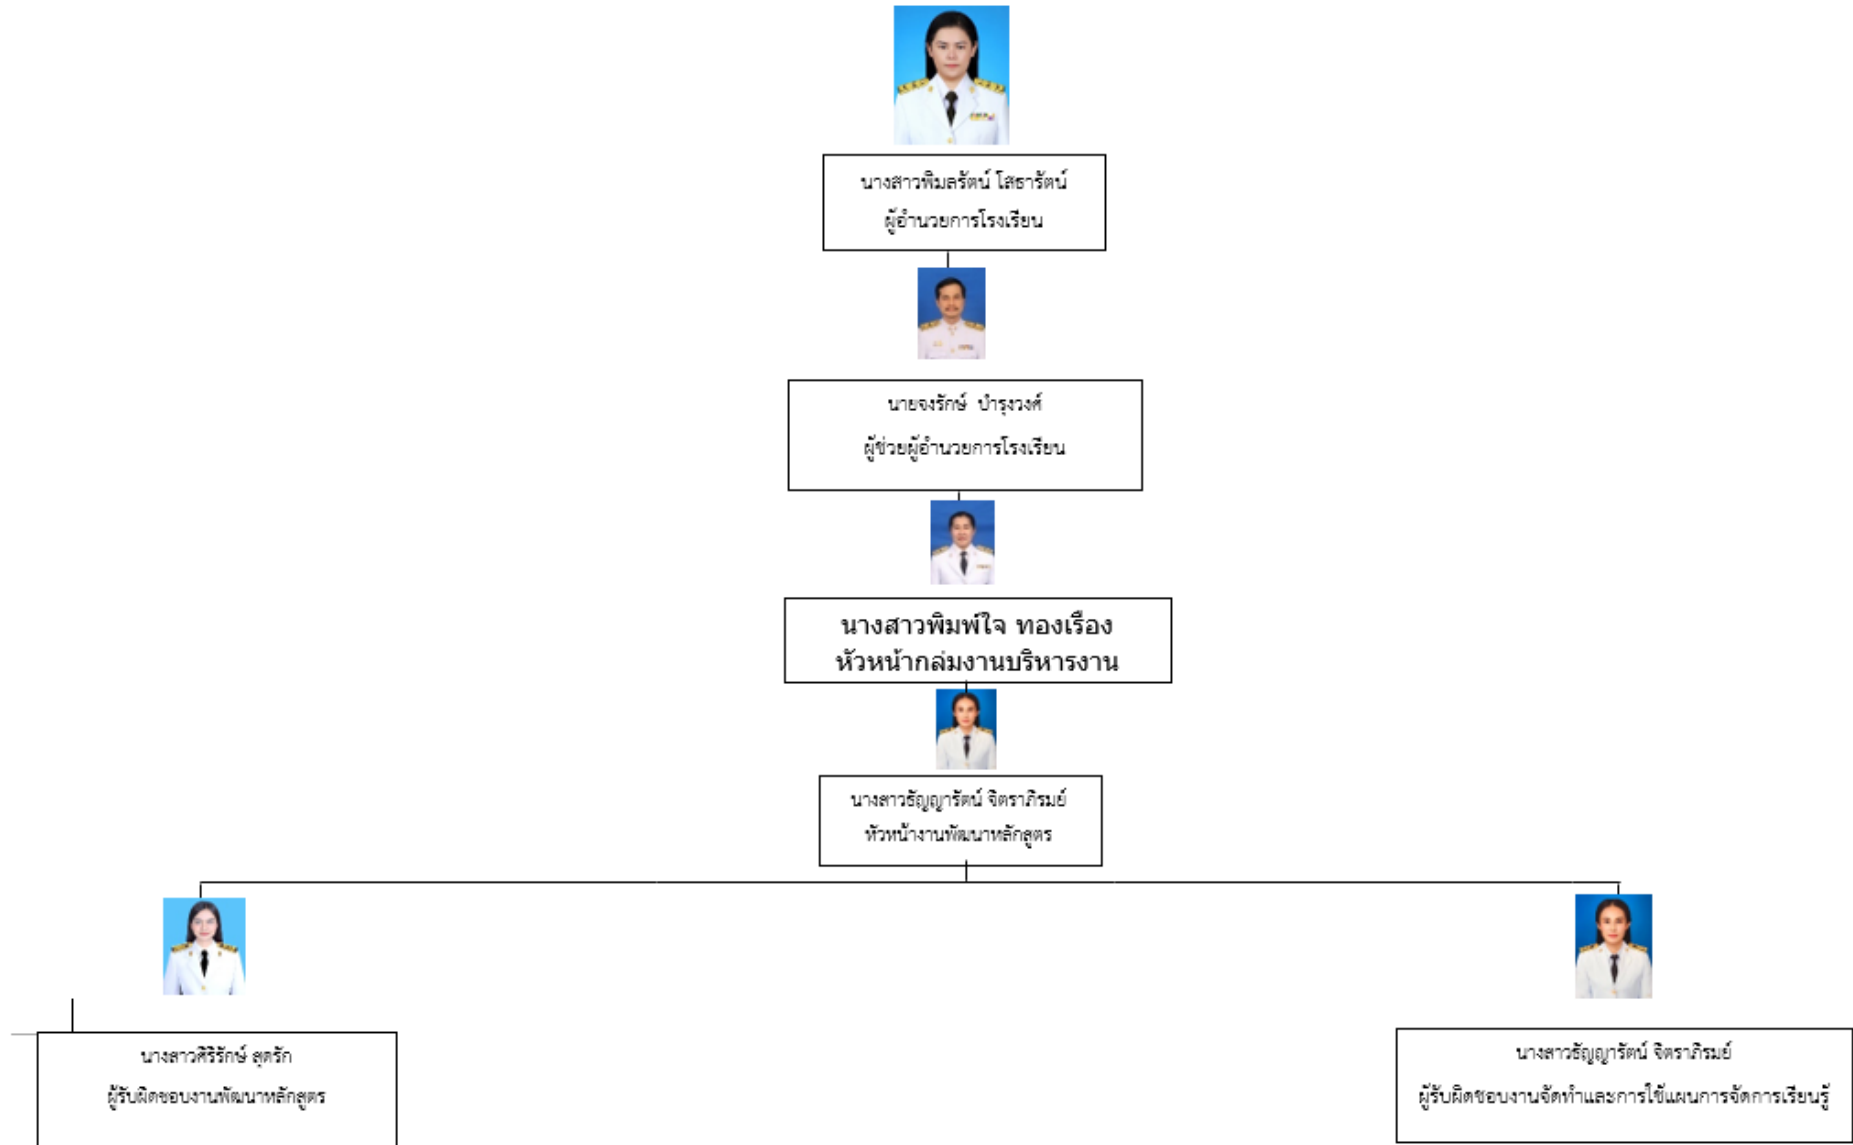 นางสาวพิมลรัตน์ โสธารัตน์
ผู้อำนวยการโรงเรียน
นายจงรักษ์ บำรุงวงศ์
ผู้ช่วยผู้อำนวยการโรงเรียน
นางสาวพิมพ์ใจ ทองเรือง
หัวหน้ากลุ่มงานบริหารงาน
นางสาวธัญญารัตน์ จิตราภิรมย์
หัวหน้างานพัฒนาหลักสูตร
นางสาวศิริรักษ์ สุดรัก
ผู้รับผิดชอบงานพัฒนาหลักสูตร
นางสาวธัญญารัตน์ จิตราภิรมย์
ผู้รับผิดชอบงานจัดทำและการใช้แผนการจัดการเรียนรู้